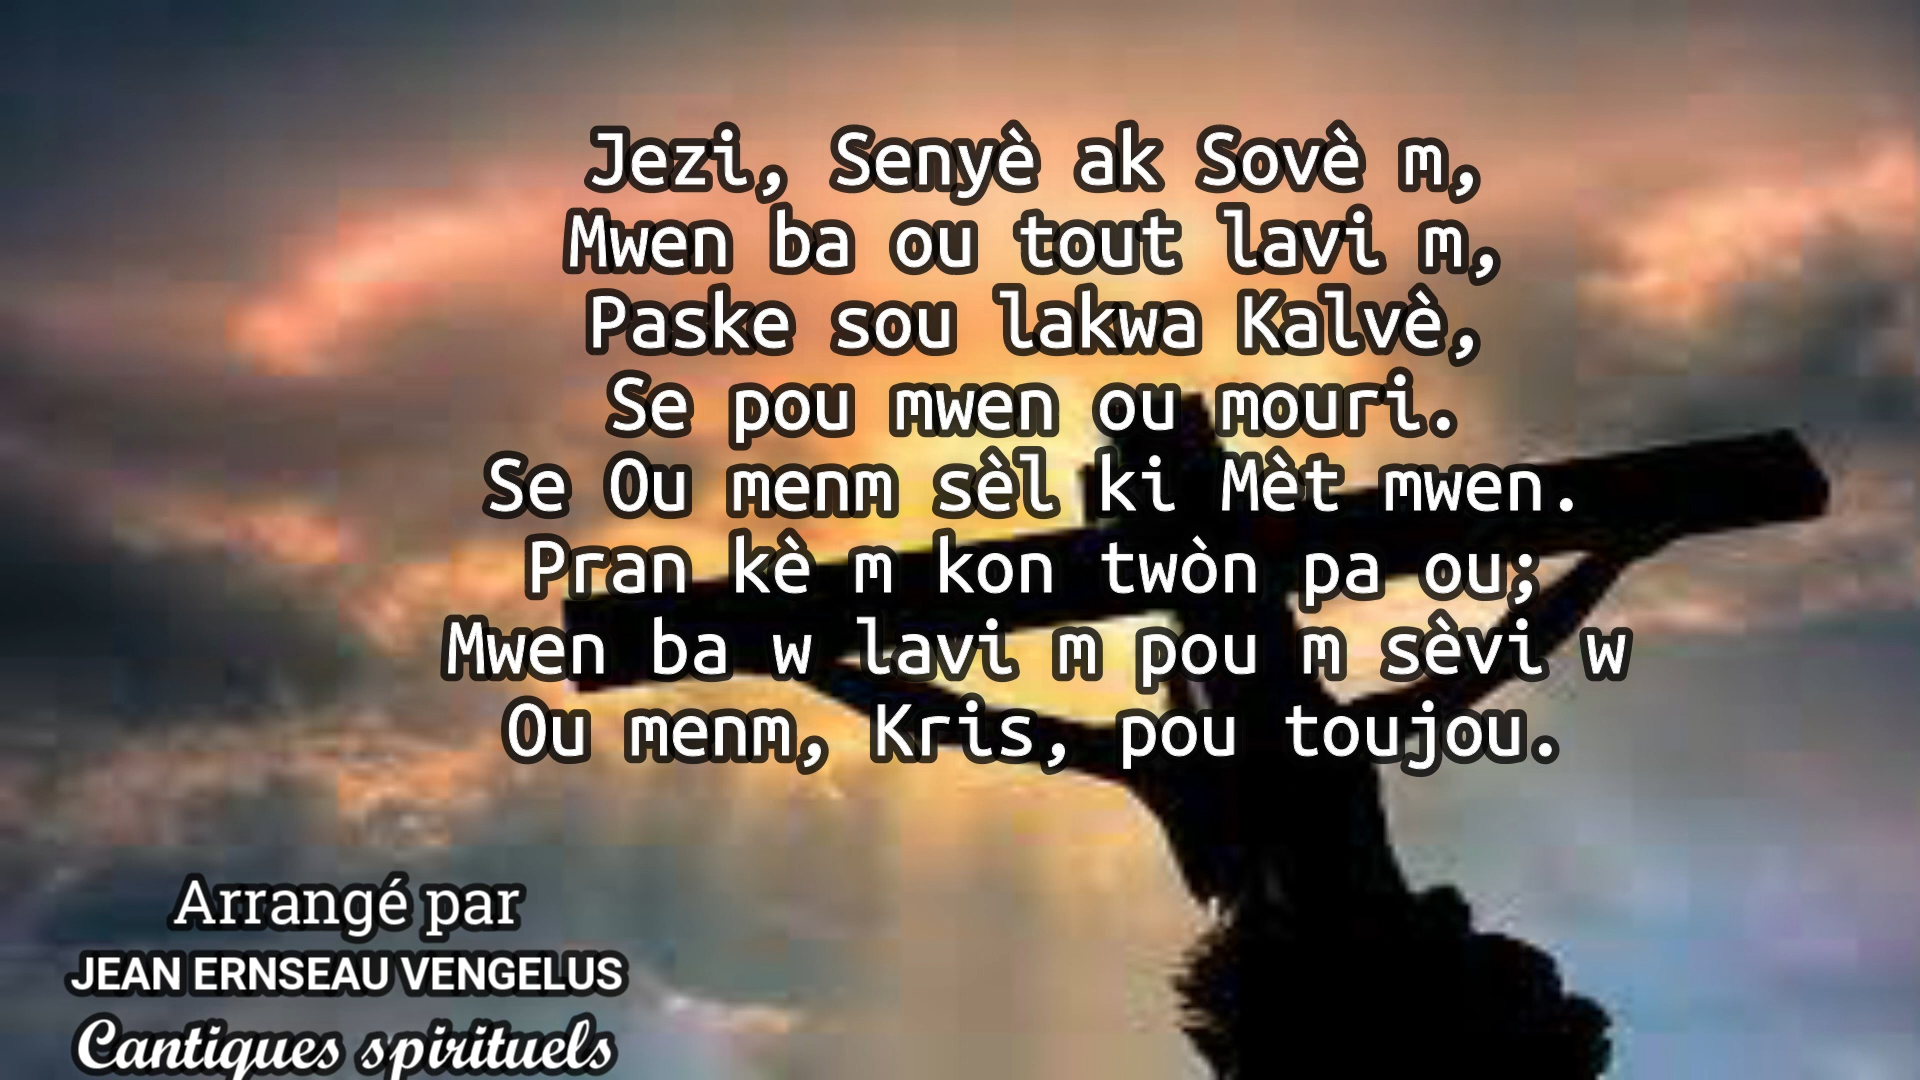 Jezi, Senyè ak Sovè m,
Mwen ba ou tout lavi m,
Paske sou lakwa Kalvè,
Se pou mwen ou mouri.
Se Ou menm sèl ki Mèt mwen.
Pran kè m kon twòn pa ou;
Mwen ba w lavi m pou m sèvi w
Ou menm, Kris, pou toujou.
Arrangé par
JEAN ERNSEAU VENGELUS
Cantiques spirituels